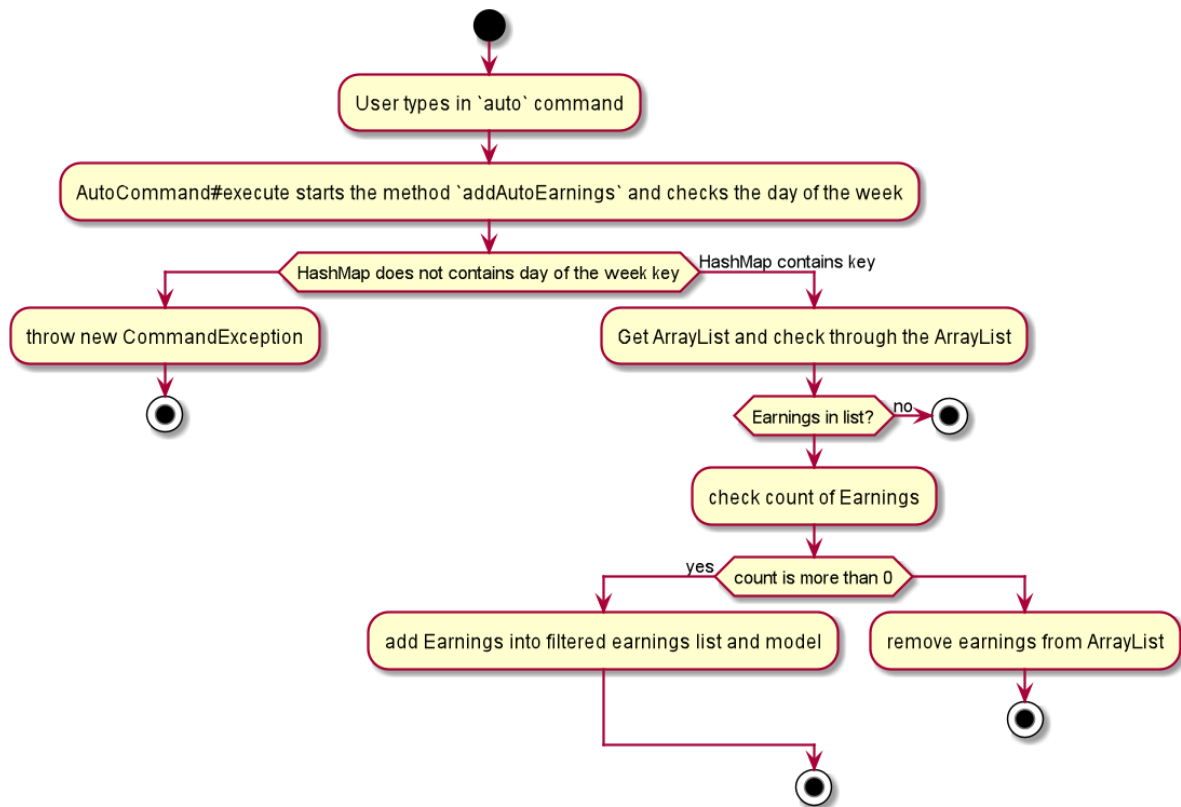 User types in `auto` command
AutoCommand#execute starts the method `addAutoEarnings` and checks the day of the week
HashMap does not contains day of the week key
HashMap contains key
throw new CommandException
Get ArrayList and check through the ArrayList
Earnings in list?
no
check count of Earnings
yes
count is more than 0
add Earnings into filtered earnings list and model
remove earnings from ArrayList